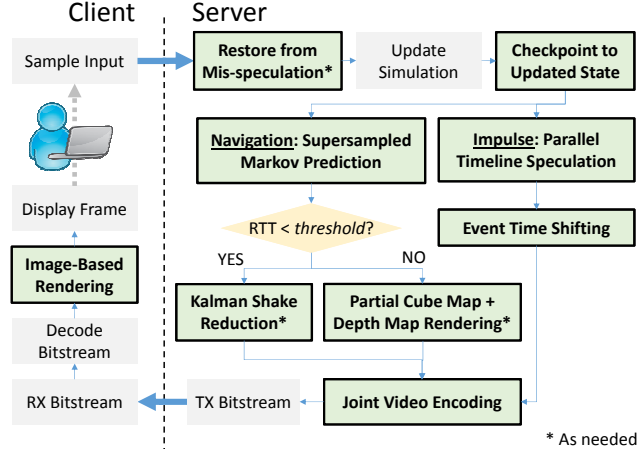 Client
Server
Sample Input
Restore from
Mis-speculation*
Update
Simulation
Checkpoint to
Updated State
Navigation: Supersampled
Markov Prediction
Impulse: Parallel
Timeline Speculation
Display Frame
RTT < threshold?
Event Time Shifting
YES
NO
Image-Based
Rendering
Kalman Shake
Reduction*
Partial Cube Map +
Depth Map Rendering*
Decode
Bitstream
RX Bitstream
TX Bitstream
Joint Video Encoding
* As needed